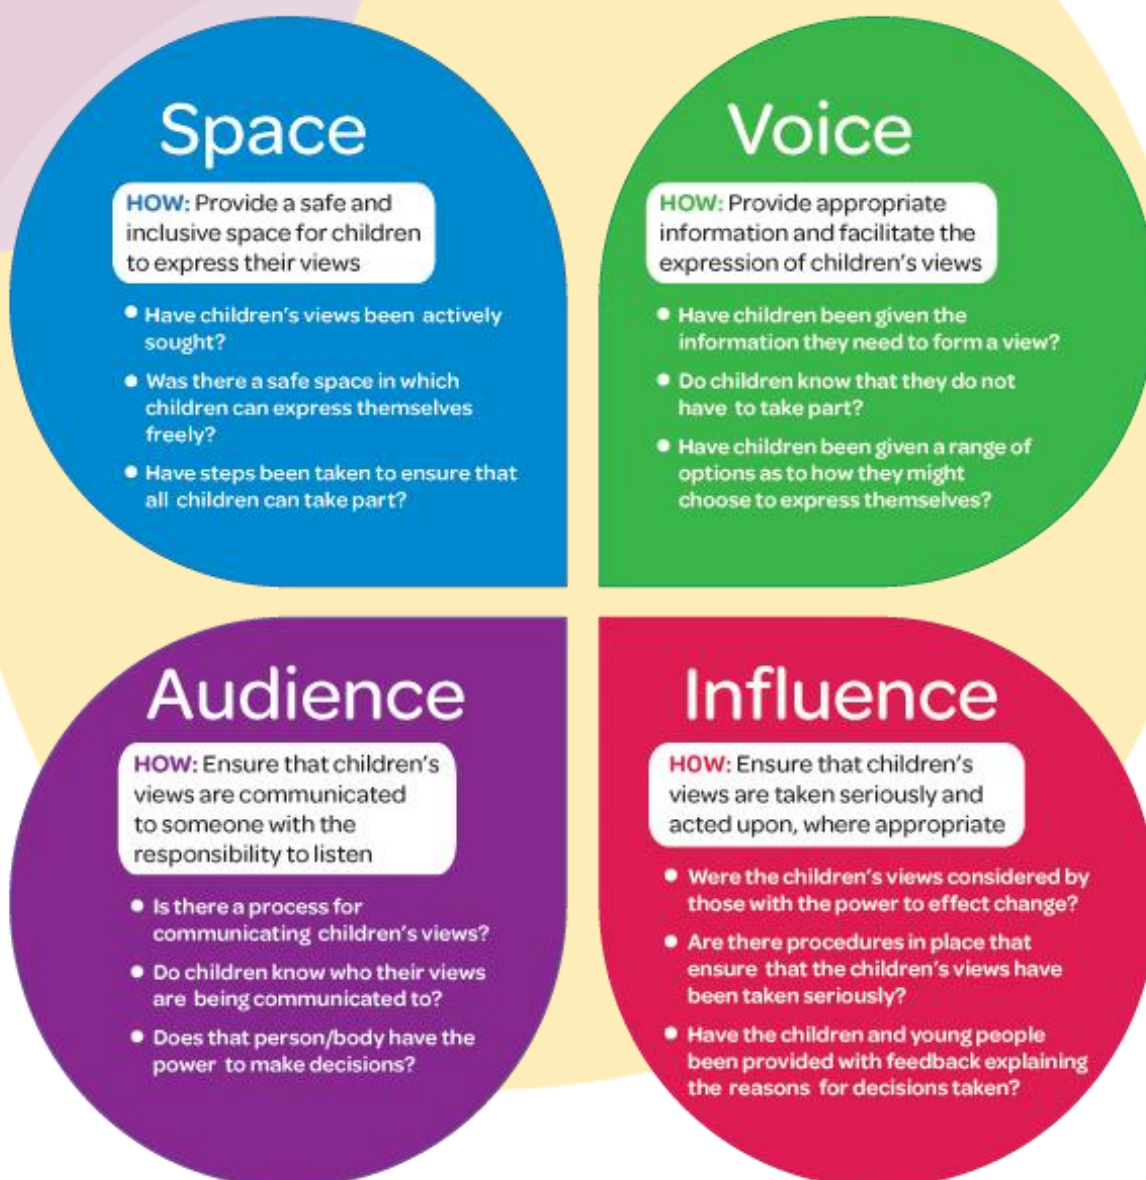 Space
HOW: Provide a safe and
inclusive space for children
to express their views
• Have children's views been actively
sought?
• Was there a safe space in which
children can express themselves
freely?
• Have steps been taken to ensure that
all children can take part?
Voice
HOW: Provide appropriate
information and facilitate the
expression of children's views
• Have children been given the
information they need to form a view?
• Do children know that they do not
have to take part?
• Have children been given a range of
options as to how they might
choose to express themselves?
Audience
HOW: Ensure that children's
views are communicated
to someone with the
responsibility to listen
• Is there a process for
communicating children's views?
• Do children know who their views
are being communicated to?
• Does that person/body have the
power to make decisions?
Influence
HOW: Ensure that children's
views are taken seriously and
acted upon, where appropriate
• Were the children's views considered by
those with the power to effect change?
• Are there procedures in place that
ensure that the children's views have
been taken seriously?
• Have the children and young people
been provided with feedback explaining
the reasons for decisions taken?